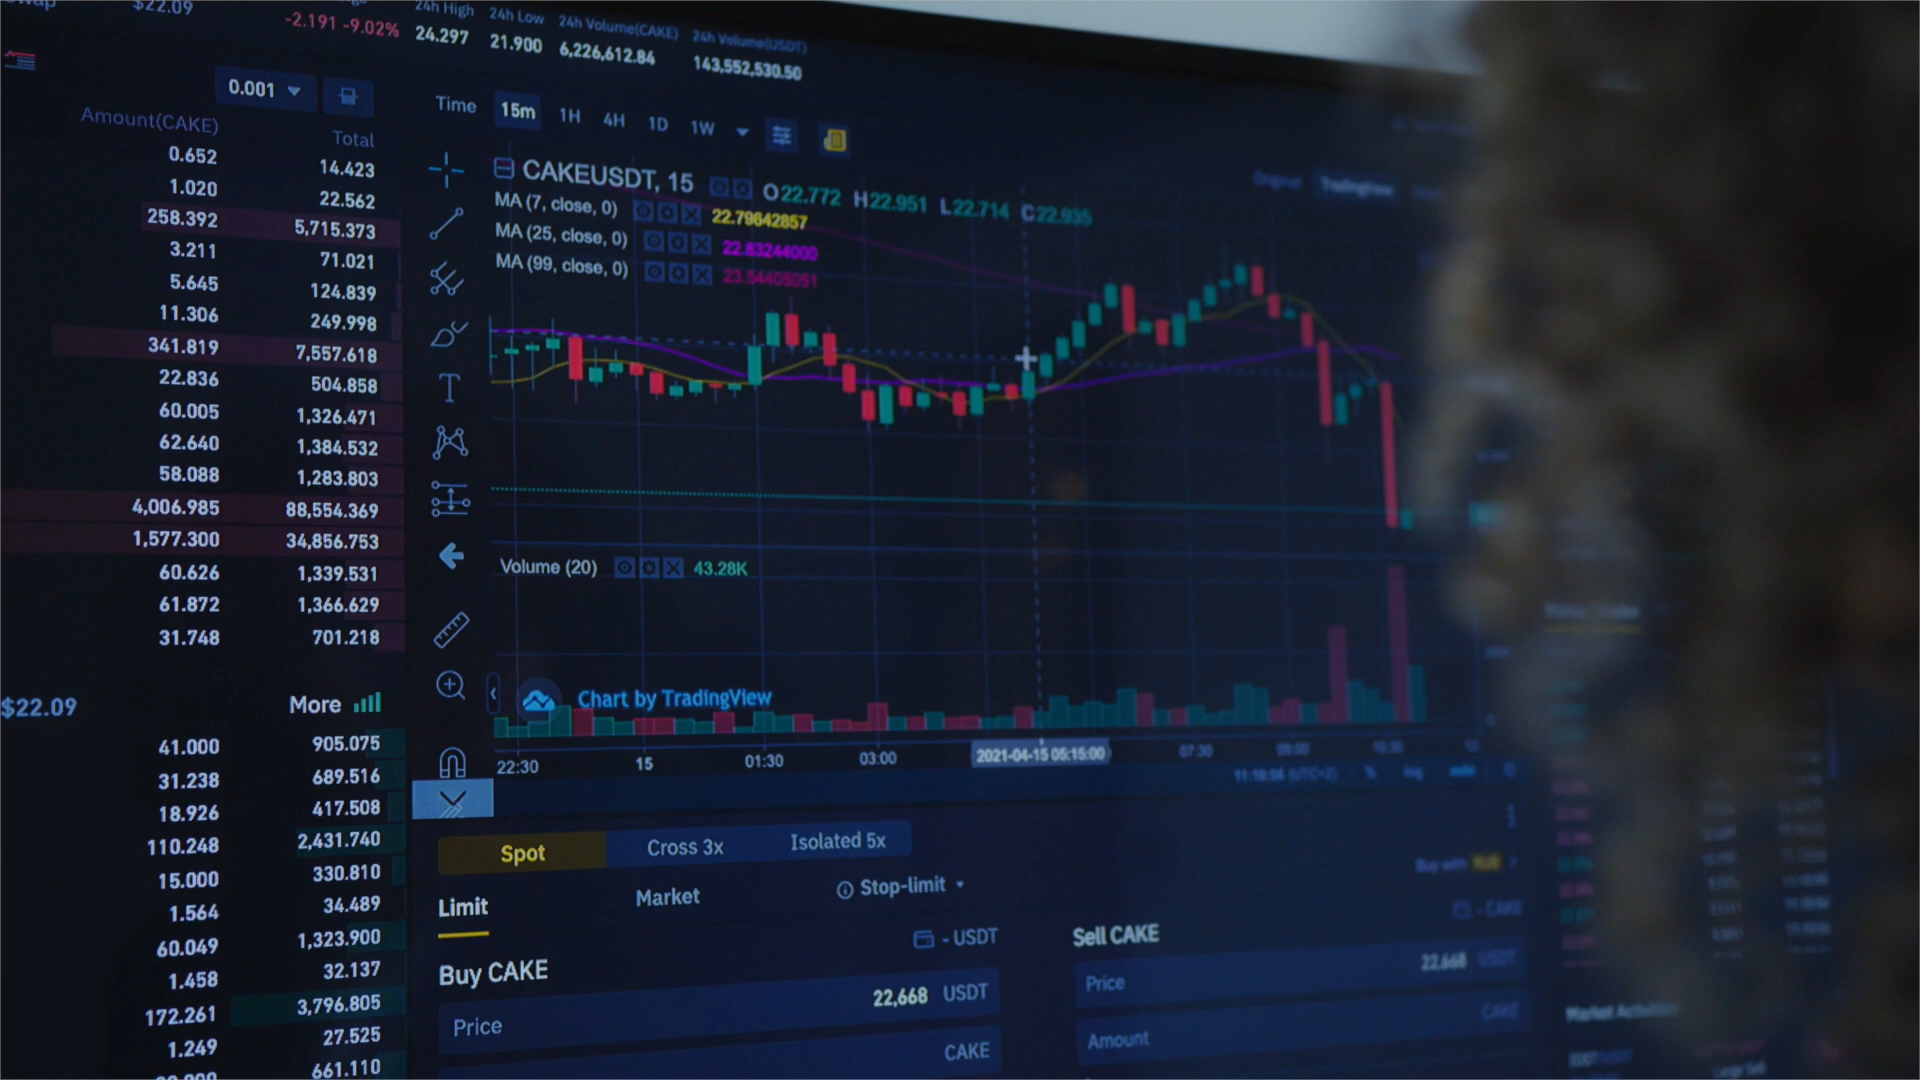 $22.09
-2.191 -9.02%
24h High
24.297
24h Low
21.900
24h Volume(CAKE)
6,226,612.84
24h Volume(USDT)
143,552,530.50
0.001
Amount(CAKE) Total
0.652 14.423
1.020 22.562
258.392 5,715.373
3.211 71.021
5.645 124.839
11.306 249.998
341.819 7,557.618
22.836 504.858
60.005 1,326.471
62.640 1,384.532
58.088 1,283.803
4,006.985 88,554.369
1,577.300 34,856.753
60.626 1,339.531
61.872 1,366.629
31.748 701.218
$22.09 More
41.000 905.075
31.238 689.516
18.926 417.508
110.248 2,431.740
15.000 330.810
1.564 34.489
60.049 1,323.900
1.458 32.137
172.261 3,796.805
1.249 27.525
661.110
Time 15m 1H 4H 1D 1W
Original TradingView
CAKEUSDT, 15 O22.772 H22.951 L22.714 C22.935
MA (7, close, 0) 22.79642857
MA (25, close, 0) 22.83244000
MA (99, close, 0) 23.54405051
Volume (20) 43.28K
Chart by TradingView
22:30 15 01:30 03:00 2021-04-15 05:15:00 07:30 09:00 10:30 12:
11:10:56 (UTC+2) % log auto
Spot Cross 3x Isolated 5x
Limit Market Stop-limit
Buy with
- USDT
- CAKE
Buy CAKE
Sell CAKE
Price 22,668 USDT
Price 22,668 USDT
CAKE
Amount CAKE
Market Activities